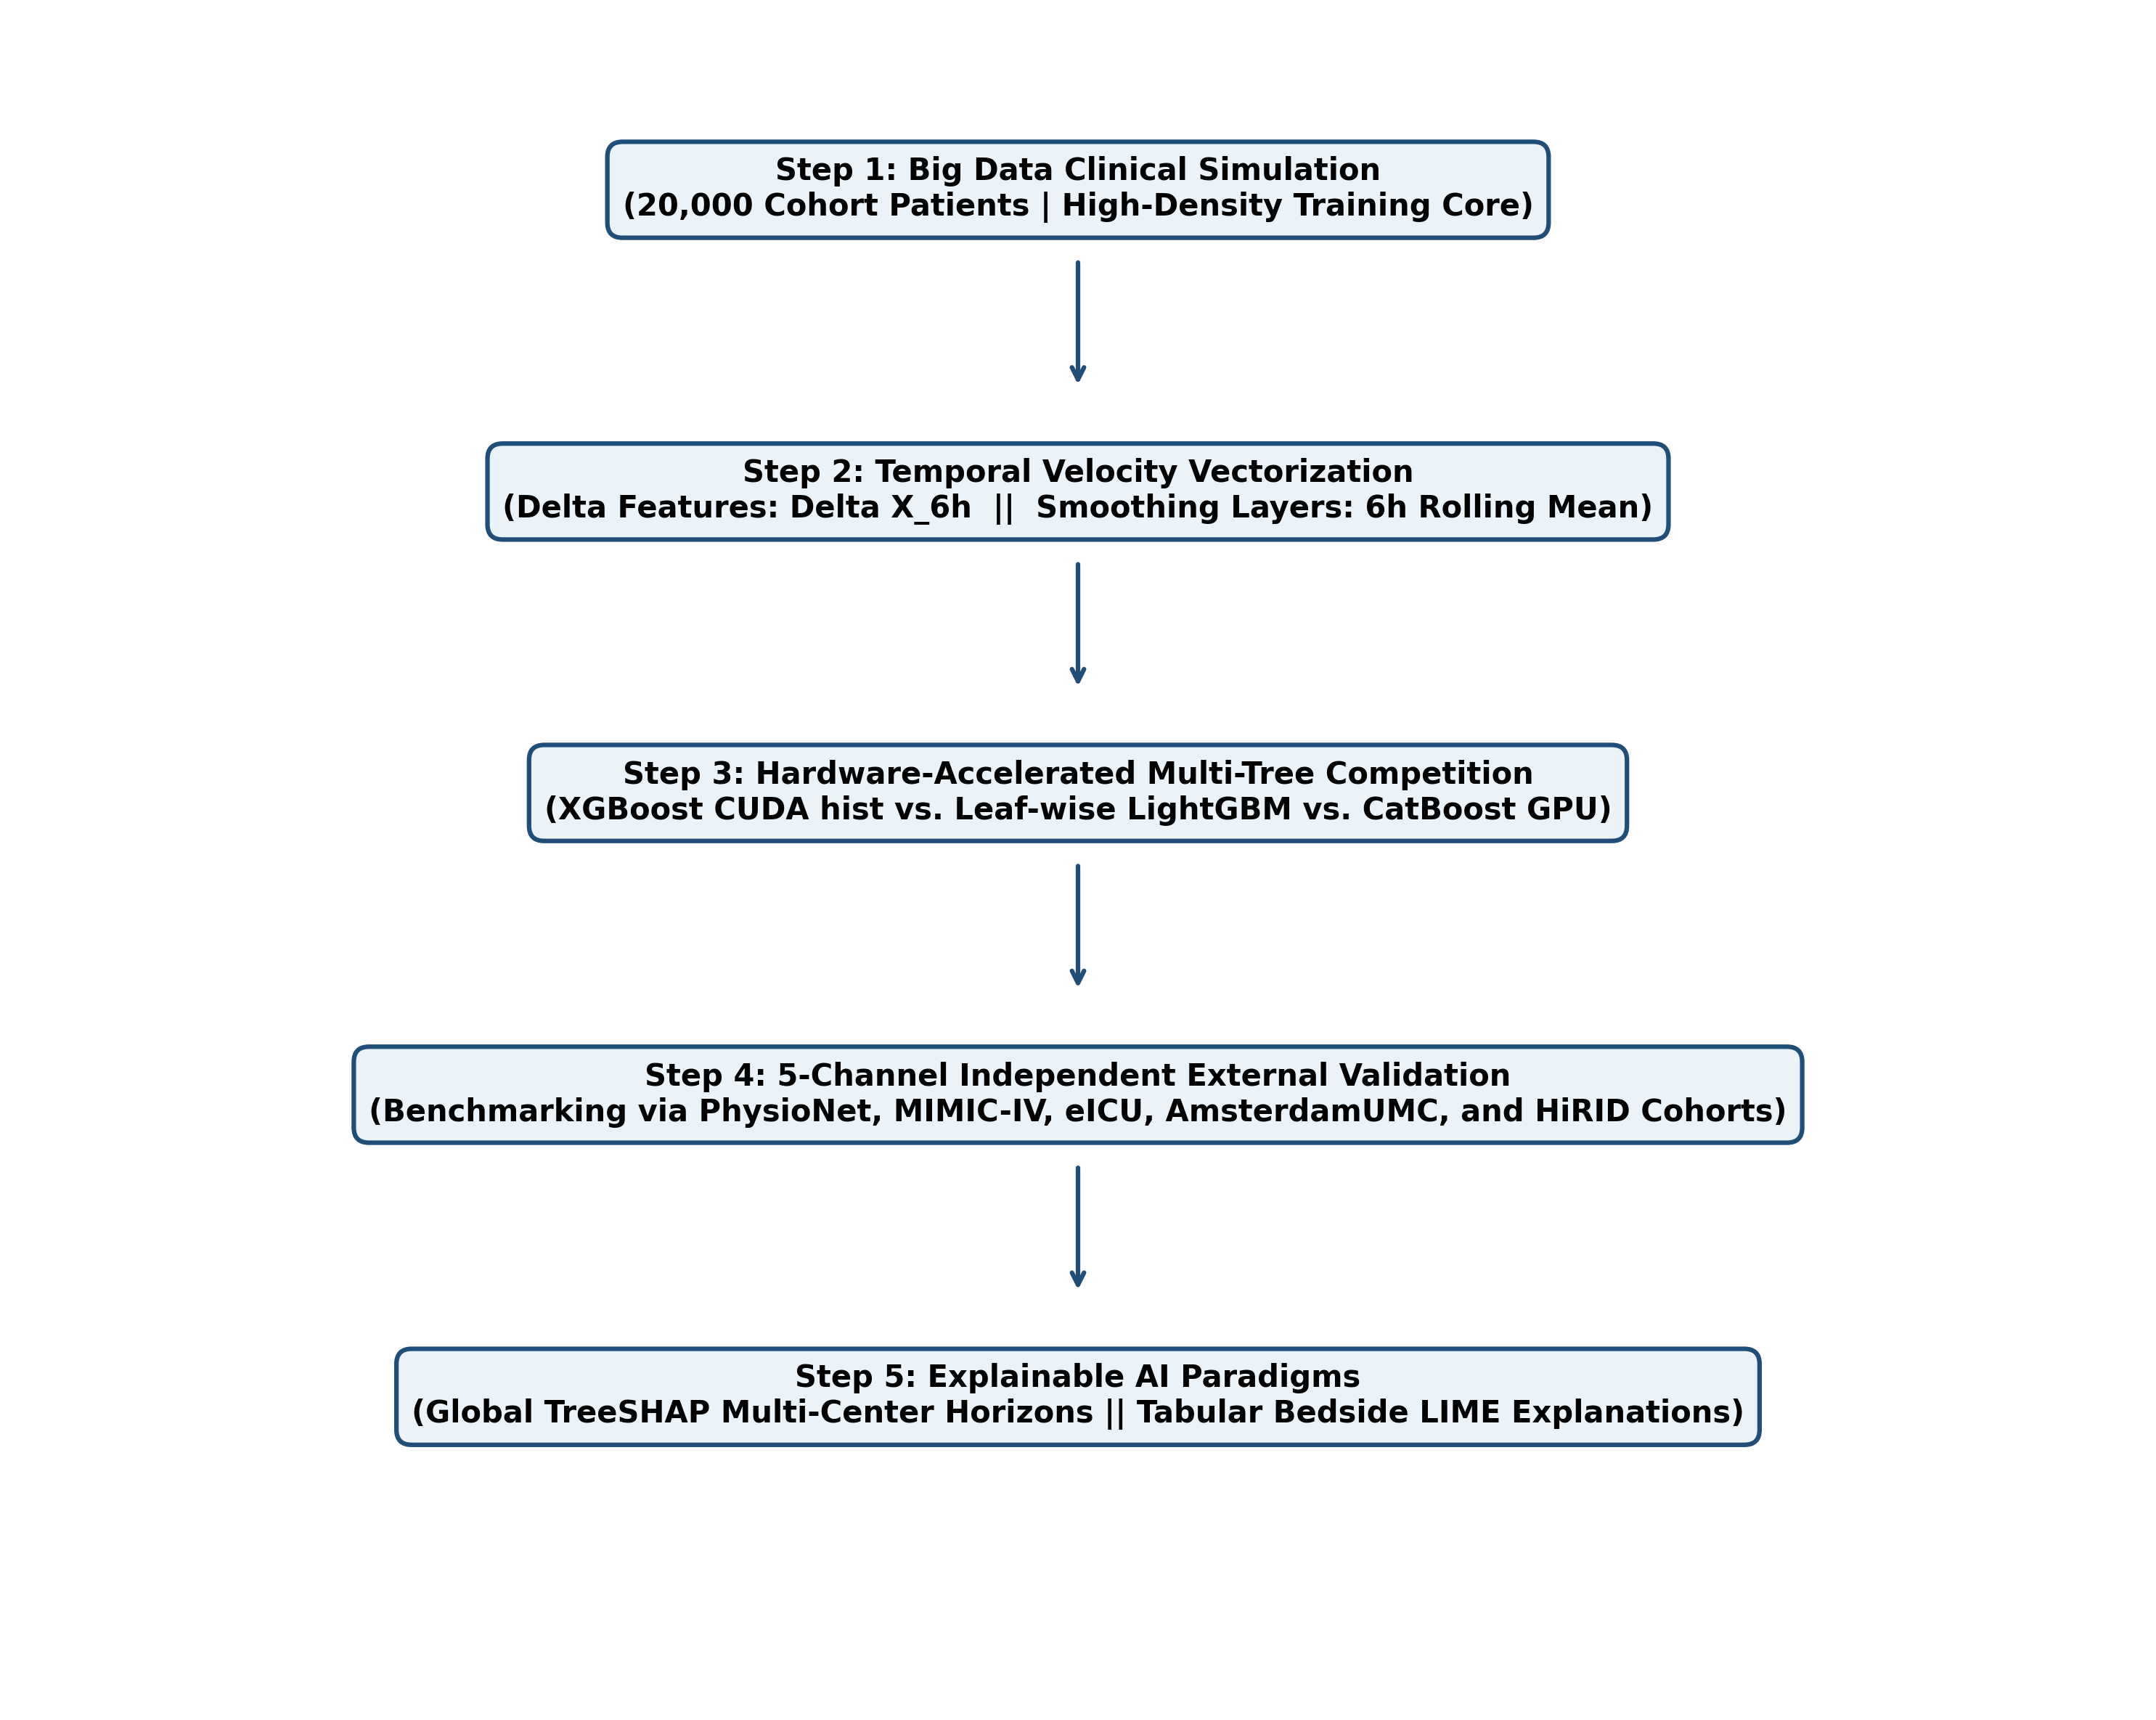 Step 1: Big Data Clinical Simulation
(20,000 Cohort Patients | High-Density Training Core)
Step 2: Temporal Velocity Vectorization
(Delta Features: Delta X_6h  ||  Smoothing Layers: 6h Rolling Mean)
Step 3: Hardware-Accelerated Multi-Tree Competition
(XGBoost CUDA hist vs. Leaf-wise LightGBM vs. CatBoost GPU)
Step 4: 5-Channel Independent External Validation
(Benchmarking via PhysioNet, MIMIC-IV, eICU, AmsterdamUMC, and HiRID Cohorts)
Step 5: Explainable AI Paradigms
(Global TreeSHAP Multi-Center Horizons || Tabular Bedside LIME Explanations)